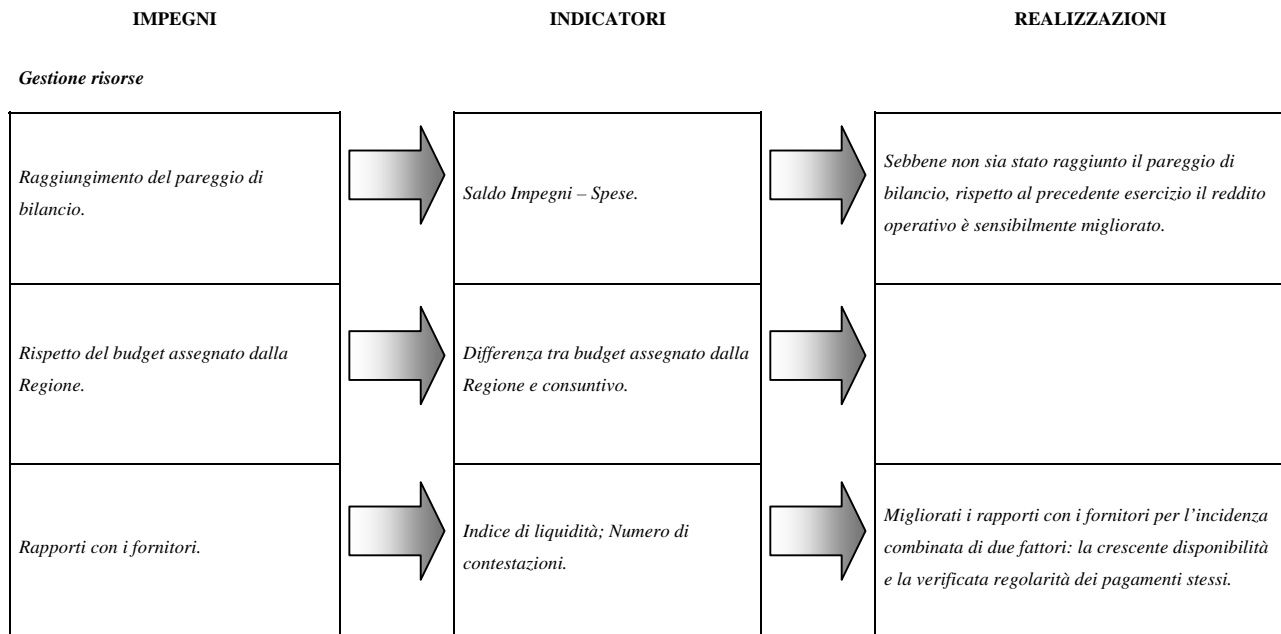 IMPEGNI
INDICATORI
REALIZZAZIONI
Gestione risorse
Raggiungimento del pareggio di
bilancio.
Saldo Impegni – Spese.
Sebbene non sia stato raggiunto il pareggio di
bilancio, rispetto al precedente esercizio il reddito
operativo è sensibilmente migliorato.
Rispetto del budget assegnato dalla
Regione.
Differenza tra budget assegnato dalla
Regione e consuntivo.
Rapporti con i fornitori.
Indice di liquidità; Numero di
contestazioni.
Migliorati i rapporti con i fornitori per l’incidenza
combinata di due fattori: la crescente disponibilità
e la verificata regolarità dei pagamenti stessi.